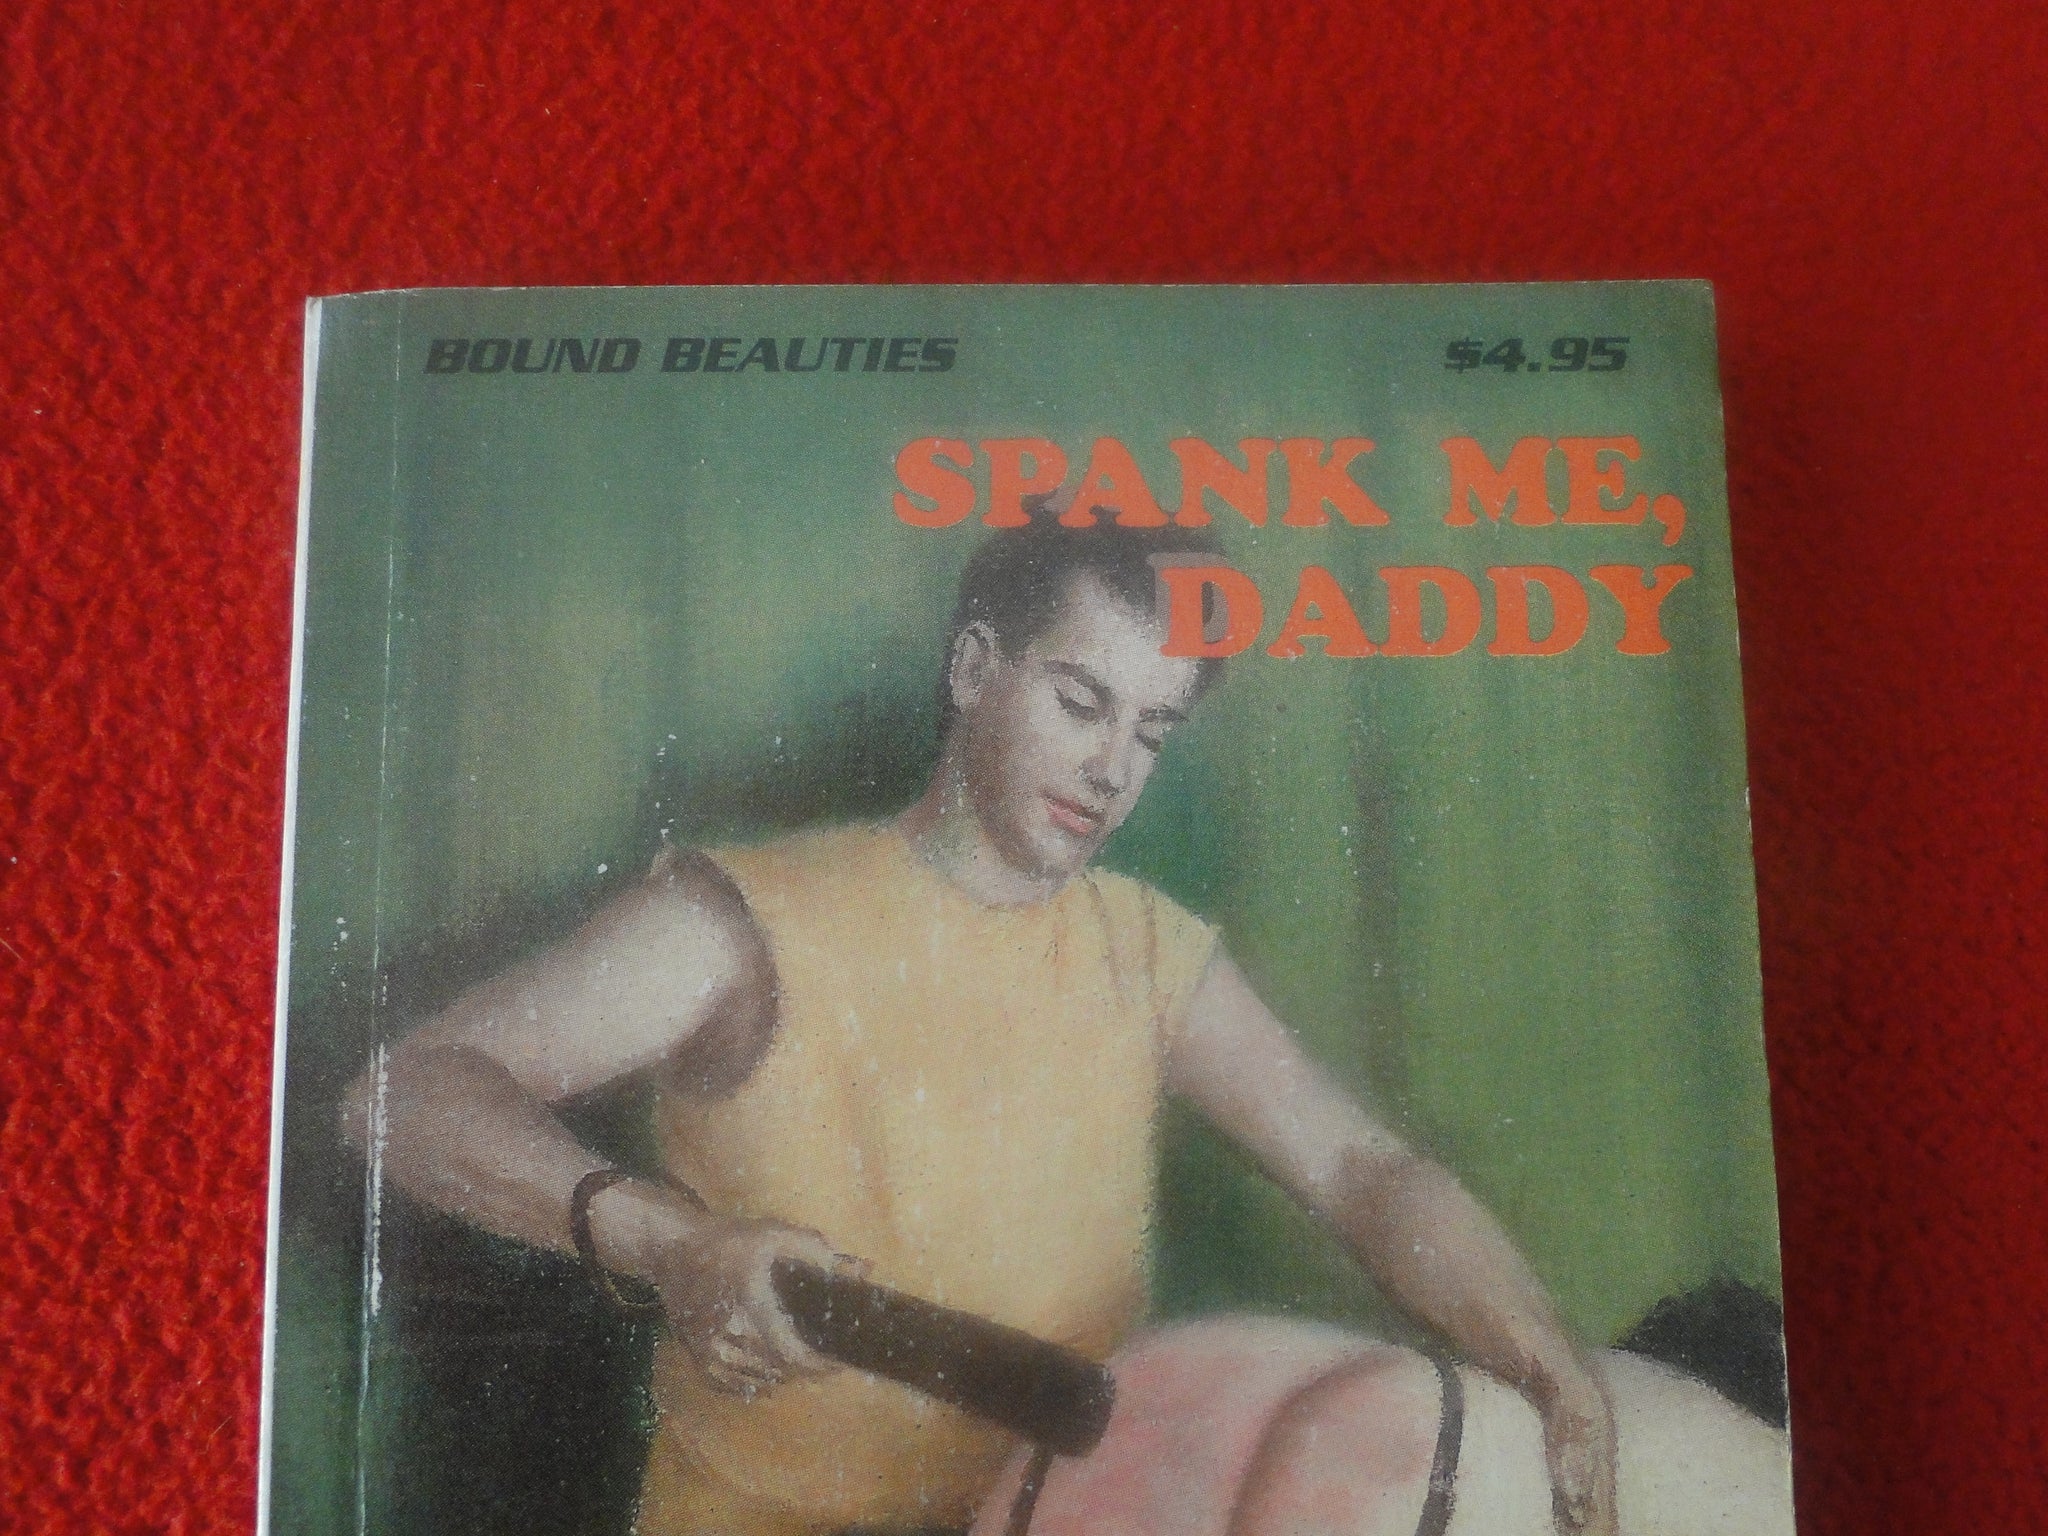 BOUND BEAUTIES
$4.95
SPANK ME,
DADDY